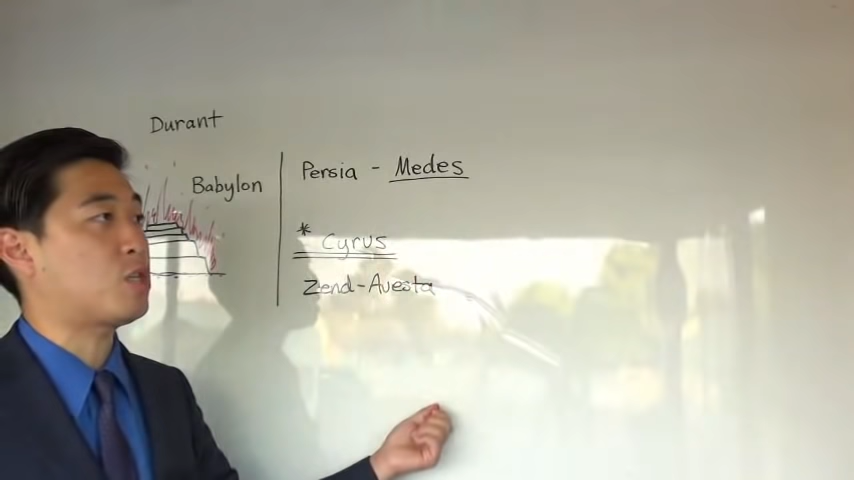 Durant
Babylon
Persia - Medes
* Cyrus
Zend-Avesta